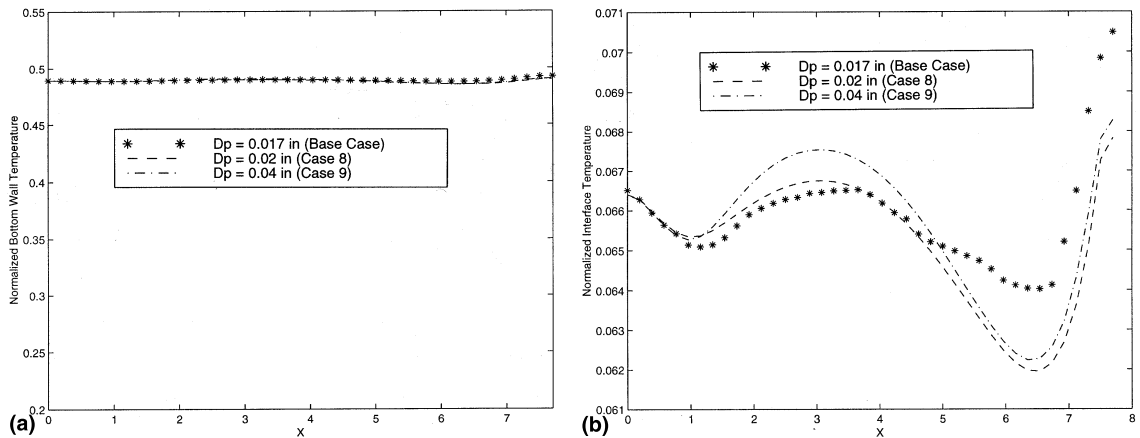 0.55
0.5
0.45
0.4
0.35
0.3
0.25
0.2
Normalized Bottom Wall Temperature
Dp = 0.017 in (Base Case)
Dp = 0.02 in (Case 8)
Dp = 0.04 in (Case 9)
0 1 2 3 4 5 6 7
X
(a)
0.071
0.07
0.069
0.068
0.067
0.066
0.065
0.064
0.063
0.062
0.061
Normalized Interface Temperature
Dp = 0.017 in (Base Case)
Dp = 0.02 in (Case 8)
Dp = 0.04 in (Case 9)
0 1 2 3 4 5 6 7 8
X
(b)